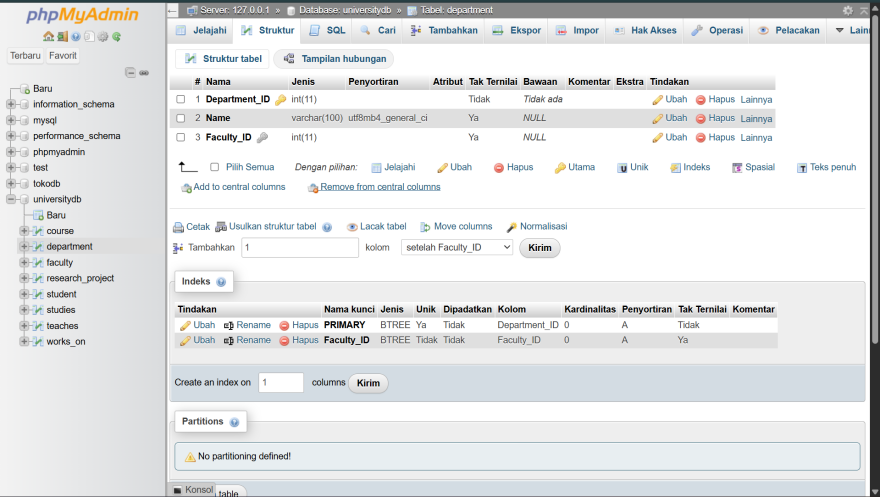 phpMyAdmin
Terbaru Favorit
Baru
information_schema
mysql
performance_schema
phpmyadmin
test
tokodb
universitydb
Baru
course
department
faculty
research_project
student
studies
teaches
works_on
Server: 127.0.0.1 » Database: universitydb » Tabel: department
Jelajahi Struktur SQL Cari Tambahkan Ekspor Impor Hak Akses Operasi Pelacakan Lain
Struktur tabel Tampilan hubungan
# Nama Jenis Penyortiran Atribut Tak Ternilai Bawaan Komentar Ekstra Tindakan
1 Department_ID int(11) Tidak Tidak ada Ubah Hapus Lainnya
2 Name varchar(100) utf8mb4_general_ci Ya NULL Ubah Hapus Lainnya
3 Faculty_ID int(11) Ya NULL Ubah Hapus Lainnya
Pilih Semua Dengan pilihan: Jelajahi Ubah Hapus Utama Unik Indeks Spasial Teks penuh
Add to central columns Remove from central columns
Cetak Usulkan struktur tabel Lacak tabel Move columns Normalisasi
Tambahkan 1 kolom setelah Faculty_ID Kirim
Indeks
Tindakan Nama kunci Jenis Unik Dipadatkan Kolom Kardinalitas Penyortiran Tak Ternilai Komentar
Ubah Rename Hapus PRIMARY BTREE Ya Tidak Department_ID 0 A Tidak
Ubah Rename Hapus Faculty_ID BTREE Tidak Tidak Faculty_ID 0 A Ya
Create an index on 1 columns Kirim
Partitions
No partitioning defined!
Konsol table